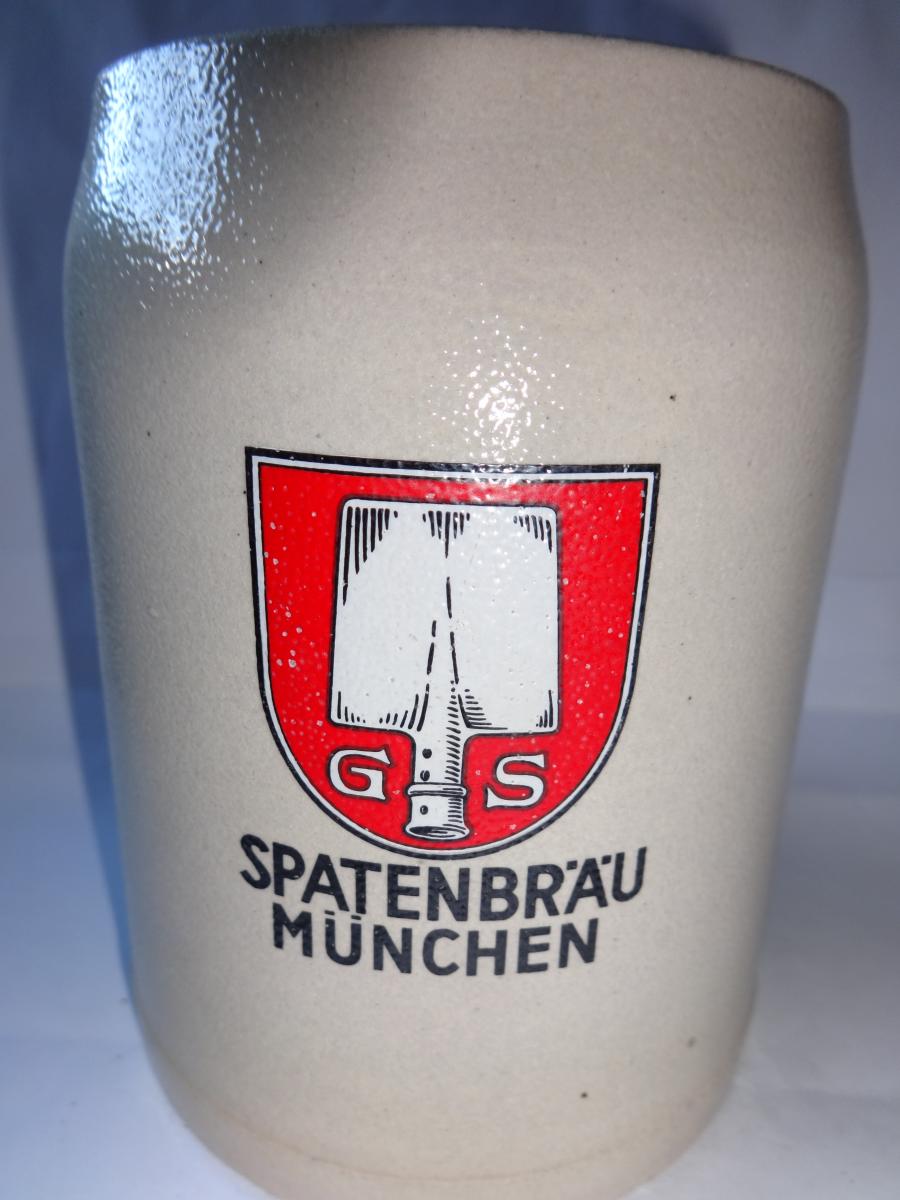 G S
SPATENBRÄU
MÜNCHEN